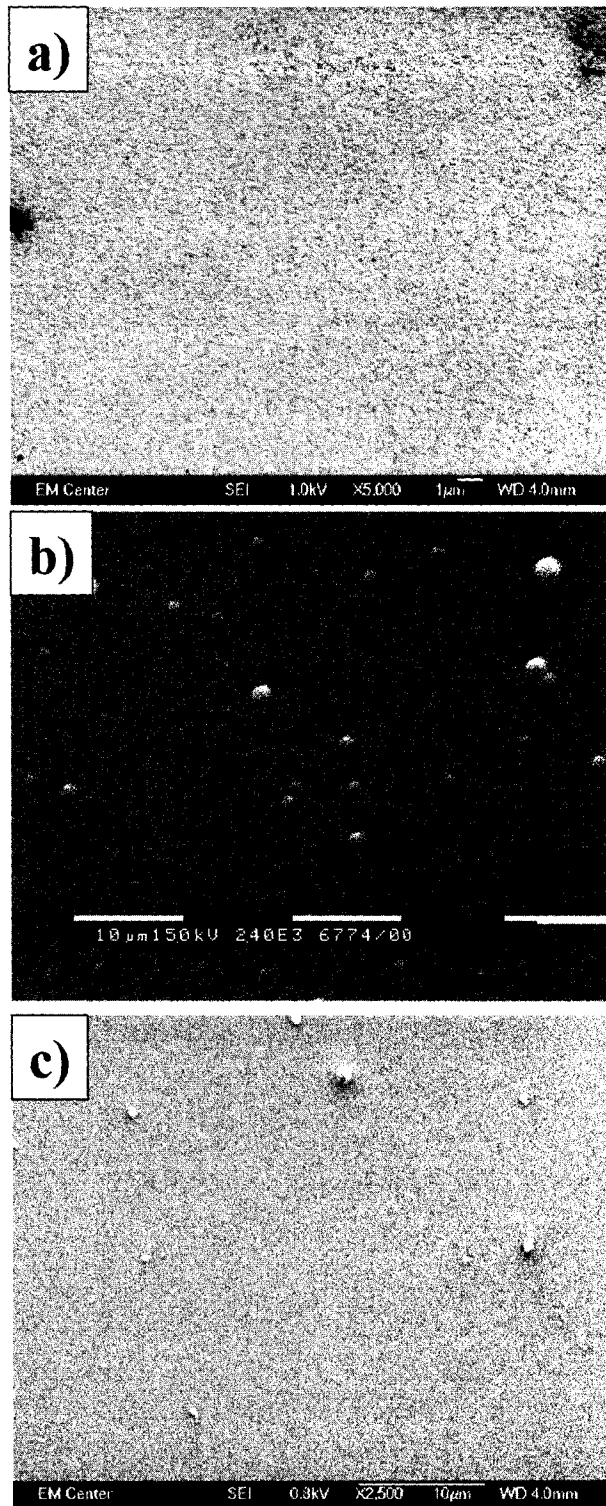 a)
EM Center SEI 1.0kV X5,000 1µm WD 4.0mm
b)
10µm150kV 240E3 6774/00
c)
EM Center SEI 0.8kV X2,500 10µm WD 4.0mm